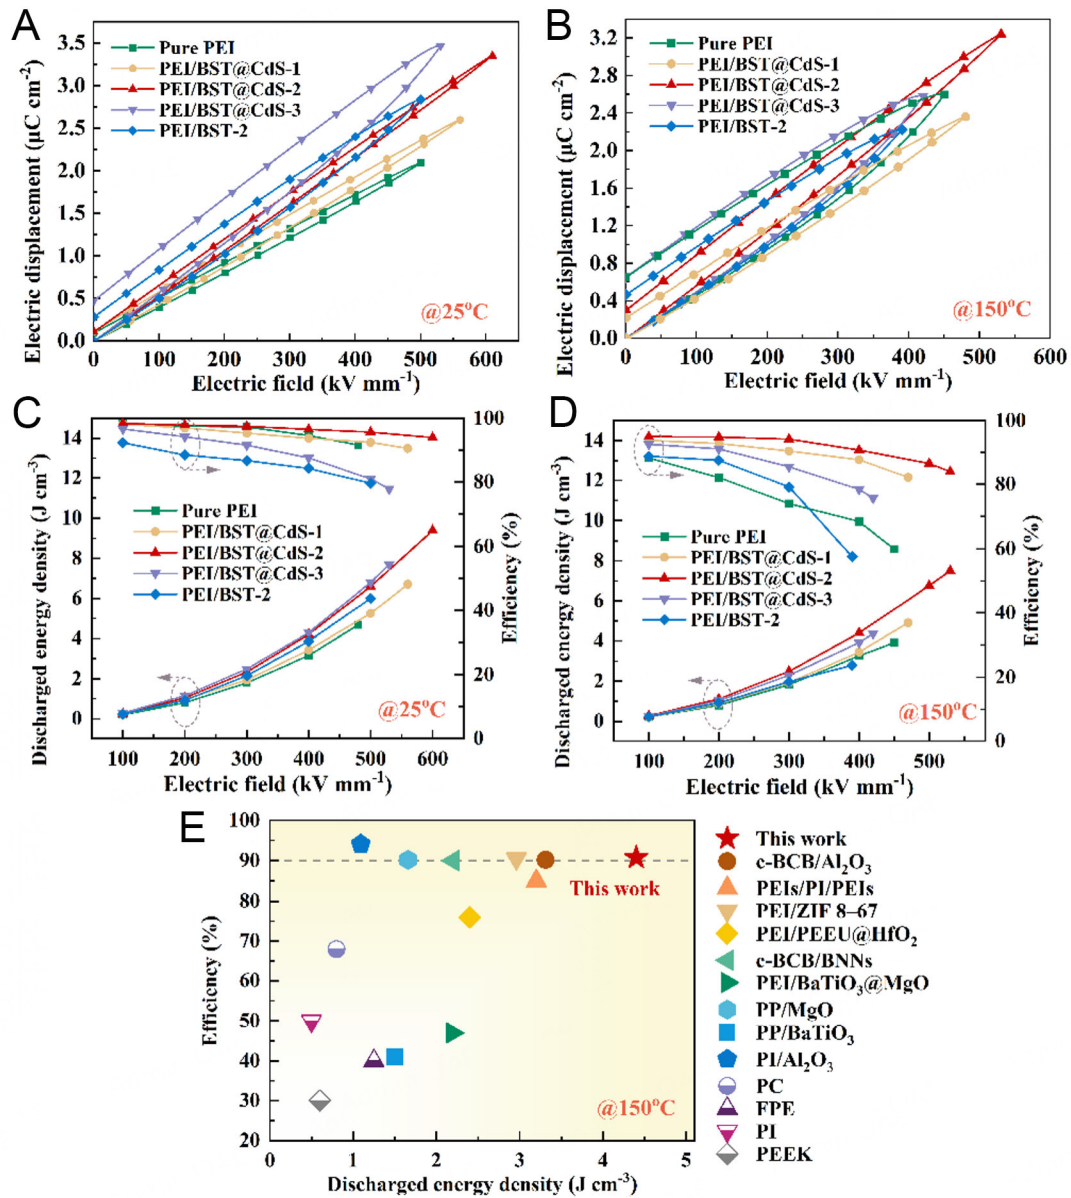 A
Electric displacement (μC cm⁻²)
3.5
3.0
2.5
2.0
1.5
1.0
0.5
0.0
Pure PEI
PEI/BST@CdS-1
PEI/BST@CdS-2
PEI/BST@CdS-3
PEI/BST-2
@25°C
0 100 200 300 400 500 600
Electric field (kV mm⁻¹)
B
Electric displacement (μC cm⁻²)
3.2
2.8
2.4
2.0
1.6
1.2
0.8
0.4
0.0
Pure PEI
PEI/BST@CdS-1
PEI/BST@CdS-2
PEI/BST@CdS-3
PEI/BST-2
@150°C
0 100 200 300 400 500 600
Electric field (kV mm⁻¹)
C
Discharged energy density (J cm⁻³)
14
12
10
8
6
4
2
0
Pure PEI
PEI/BST@CdS-1
PEI/BST@CdS-2
PEI/BST@CdS-3
PEI/BST-2
@25°C
100
80
60
40
20
0
Efficiency (%)
100 200 300 400 500 600
Electric field (kV mm⁻¹)
D
Discharged energy density (J cm⁻³)
14
12
10
8
6
4
2
0
Pure PEI
PEI/BST@CdS-1
PEI/BST@CdS-2
PEI/BST@CdS-3
PEI/BST-2
@150°C
100
80
60
40
20
0
Efficiency (%)
100 200 300 400 500
Electric field (kV mm⁻¹)
E
Efficiency (%)
100
90
80
70
60
50
40
30
20
This work
@150°C
0 1 2 3 4 5
Discharged energy density (J cm⁻³)
This work
c-BCB/Al₂O₃
PEIs/PI/PEIs
PEI/ZIF 8–67
PEI/PEEU@HfO₂
c-BCB/BNNs
PEI/BaTiO₃@MgO
PP/MgO
PP/BaTiO₃
PI/Al₂O₃
PC
FPE
PI
PEEK